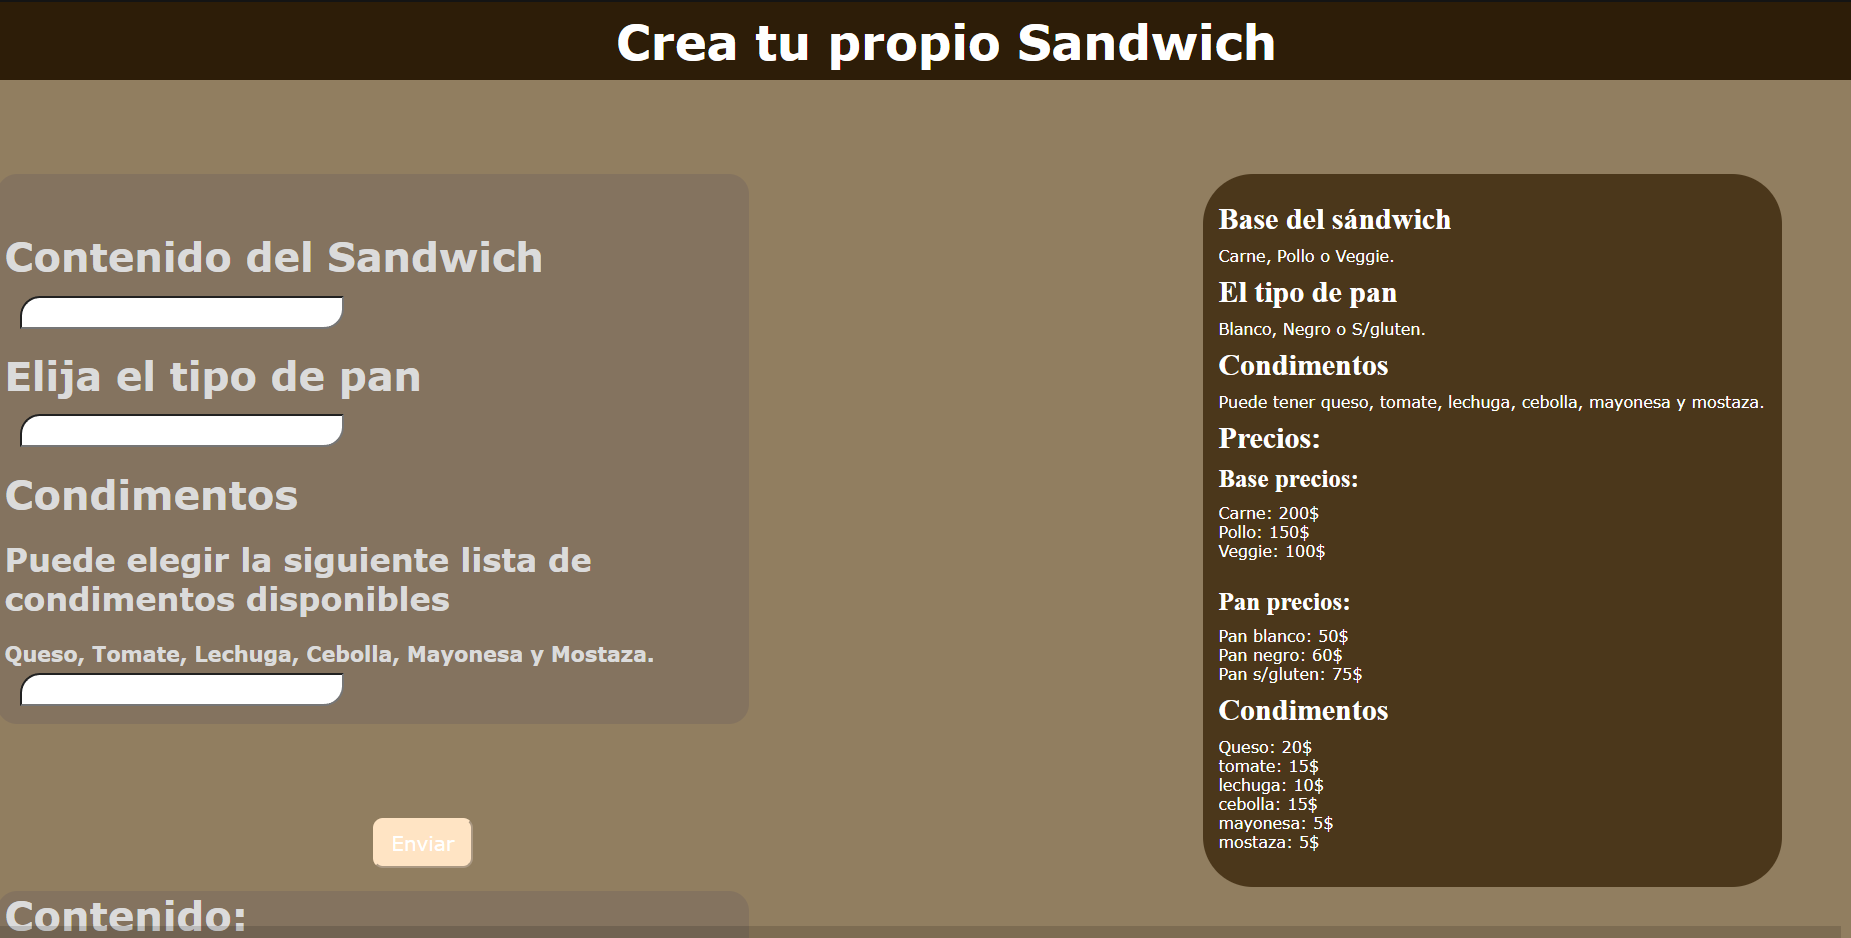 Crea tu propio Sandwich
Contenido del Sandwich
Elija el tipo de pan
Condimentos
Puede elegir la siguiente lista de
condimentos disponibles
Queso, Tomate, Lechuga, Cebolla, Mayonesa y Mostaza.
Enviar
Contenido:
Base del sándwich
Carne, Pollo o Veggie.
El tipo de pan
Blanco, Negro o S/gluten.
Condimentos
Puede tener queso, tomate, lechuga, cebolla, mayonesa y mostaza.
Precios:
Base precios:
Carne: 200$
Pollo: 150$
Veggie: 100$
Pan precios:
Pan blanco: 50$
Pan negro: 60$
Pan s/gluten: 75$
Condimentos
Queso: 20$
tomate: 15$
lechuga: 10$
cebolla: 15$
mayonesa: 5$
mostaza: 5$